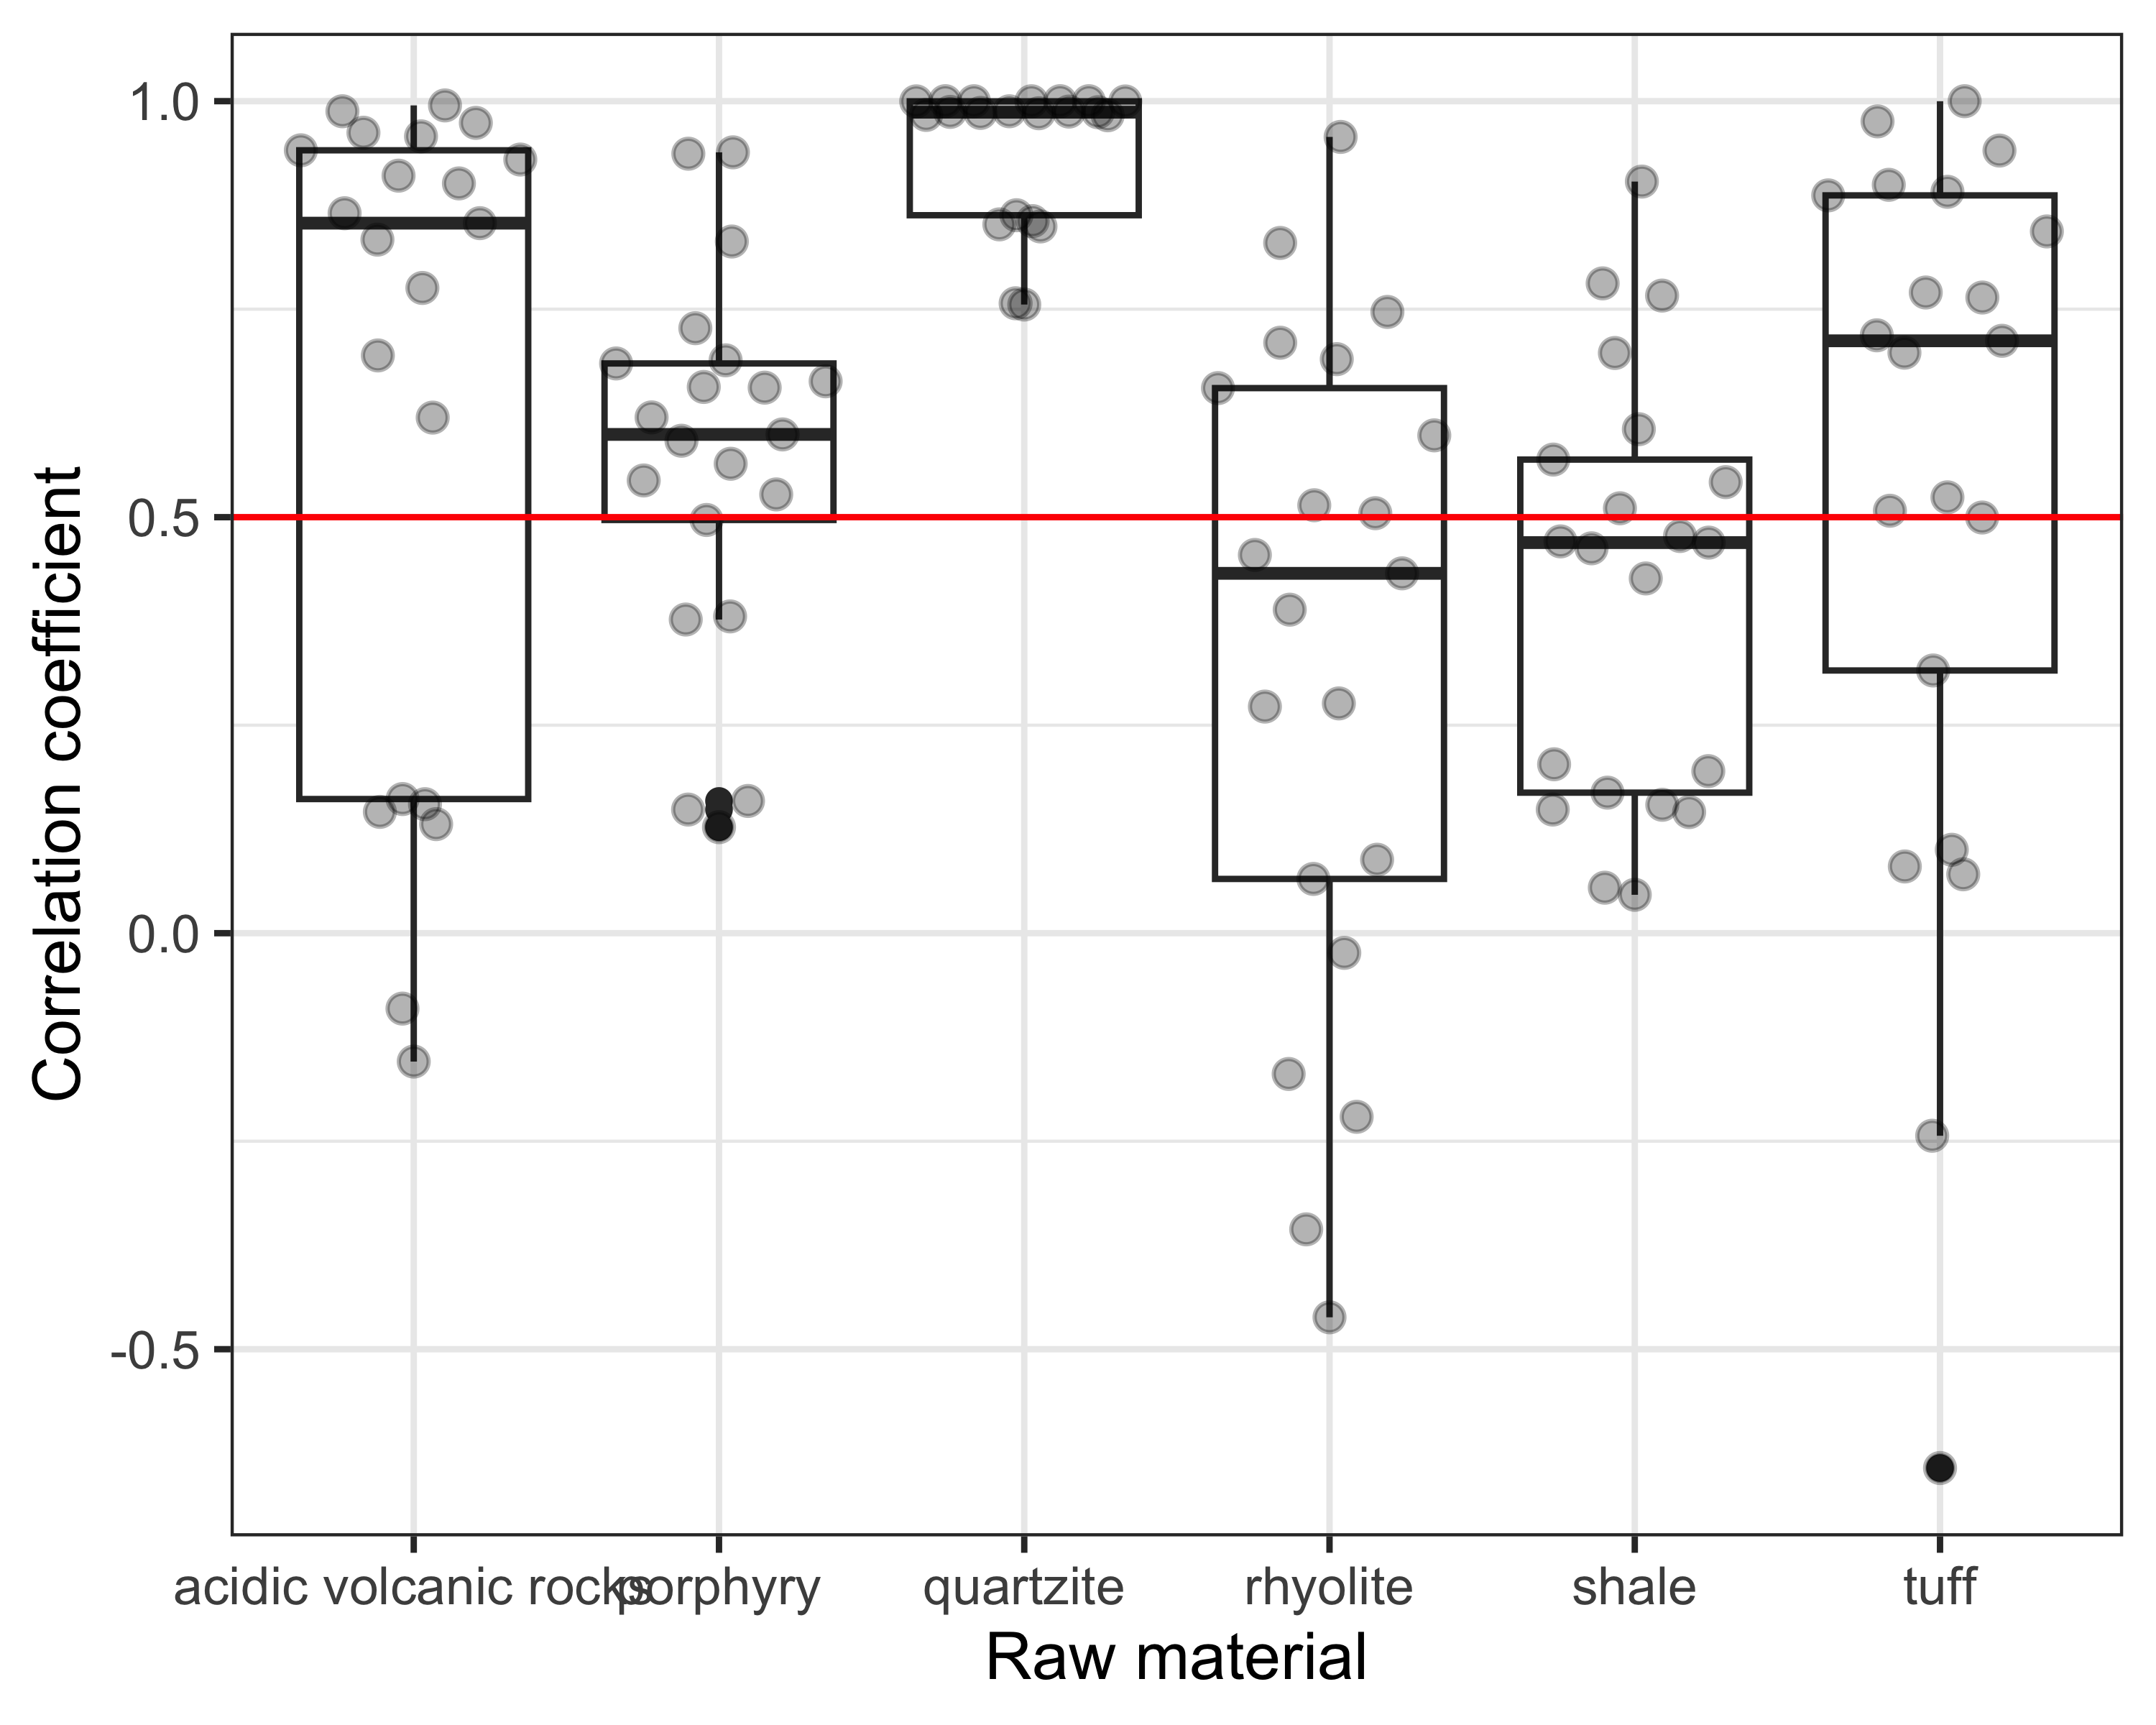 Correlation coefficient
1.0
0.5
0.0
-0.5
acidic volcanic rocks porphyry quartzite rhyolite shale tuff
Raw material